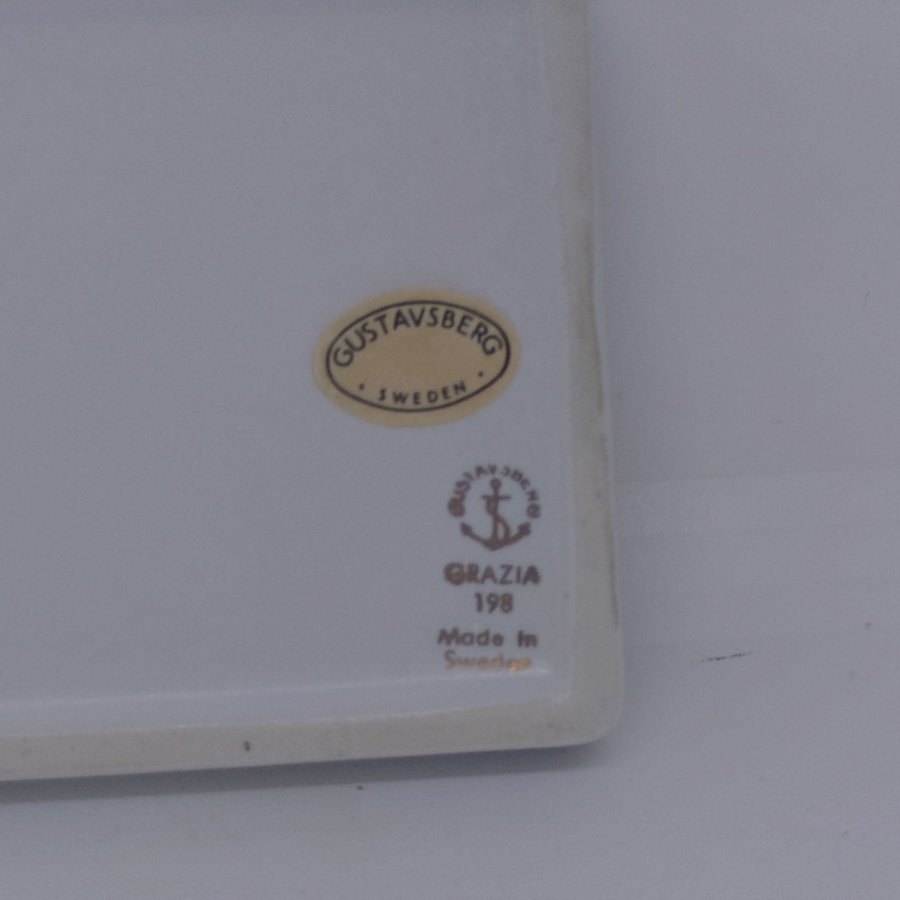 GUSTAVSBERG
• SWEDEN •
GUSTAVSBERG
GRAZIA
198
Made in
Sweden